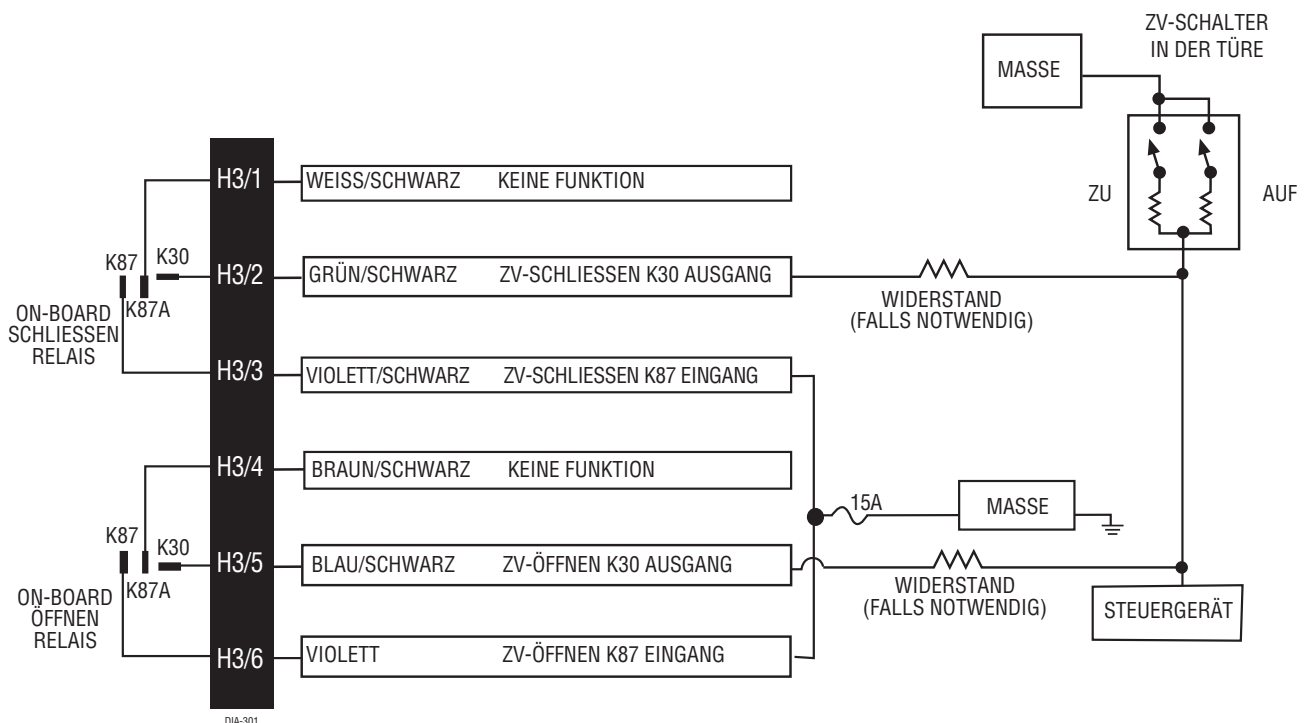 ZV-SCHALTER
IN DER TÜRE
MASSE
ZU
AUF
H3/1
WEISS/SCHWARZ KEINE FUNKTION
K87
K30
K87A
ON-BOARD
SCHLIESSEN
RELAIS
H3/2
GRÜN/SCHWARZ ZV-SCHLIESSEN K30 AUSGANG
WIDERSTAND
(FALLS NOTWENDIG)
H3/3
VIOLETT/SCHWARZ ZV-SCHLIESSEN K87 EINGANG
H3/4
BRAUN/SCHWARZ KEINE FUNKTION
15A
MASSE
K87
K30
K87A
ON-BOARD
ÖFFNEN
RELAIS
H3/5
BLAU/SCHWARZ ZV-ÖFFNEN K30 AUSGANG
WIDERSTAND
(FALLS NOTWENDIG)
STEUERGERÄT
H3/6
VIOLETT ZV-ÖFFNEN K87 EINGANG
DIA-301